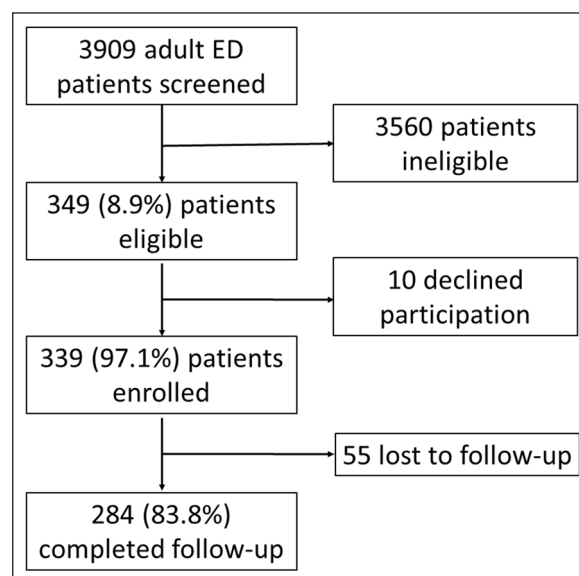 3909 adult ED
patients screened
3560 patients
ineligible
349 (8.9%) patients
eligible
10 declined
participation
339 (97.1%) patients
enrolled
55 lost to follow-up
284 (83.8%)
completed follow-up